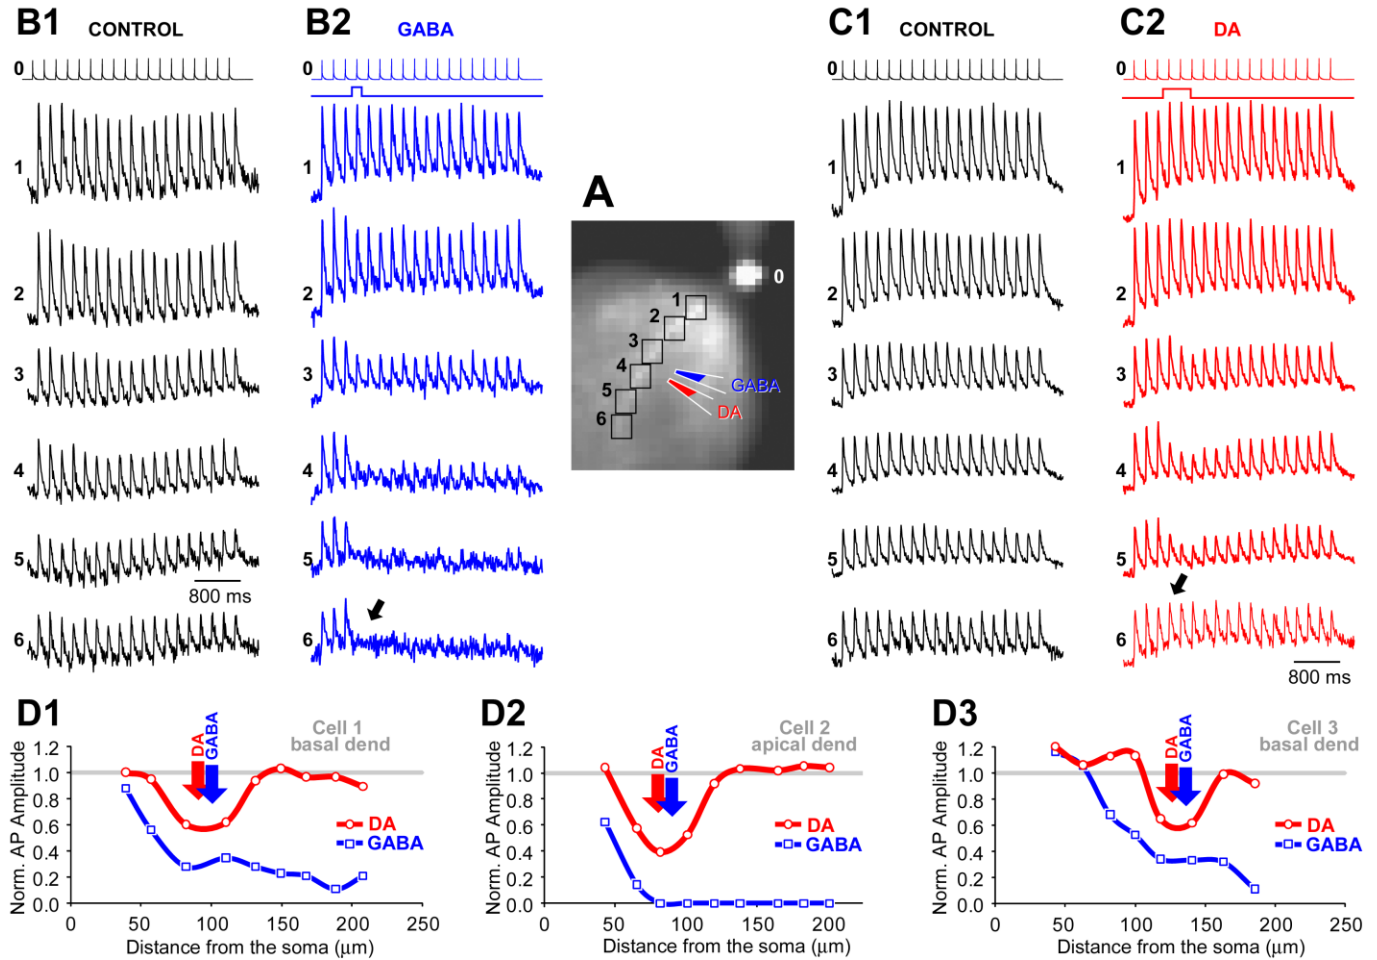 B1 CONTROL
B2 GABA
C1 CONTROL
C2 DA
0
0
0
0
1
1
1
1
A
0
1
2
3
4
5
6
GABA
DA
2
2
2
2
3
3
3
3
4
4
4
4
5
5
5
5
800 ms
6
6
6
6
800 ms
D1
Cell 1
basal dend
DA
GABA
Norm. AP Amplitude
1.2
1.0
0.8
0.6
0.4
0.2
0.0
DA
GABA
0 50 100 150 200 250
Distance from the soma (μm)
D2
Cell 2
apical dend
DA
GABA
Norm. AP Amplitude
1.2
1.0
0.8
0.6
0.4
0.2
0.0
DA
GABA
0 50 100 150 200
Distance from the soma (μm)
D3
Cell 3
basal dend
DA
GABA
Norm. AP Amplitude
1.2
1.0
0.8
0.6
0.4
0.2
0.0
DA
GABA
0 50 100 150 200 250
Distance from the soma (μm)